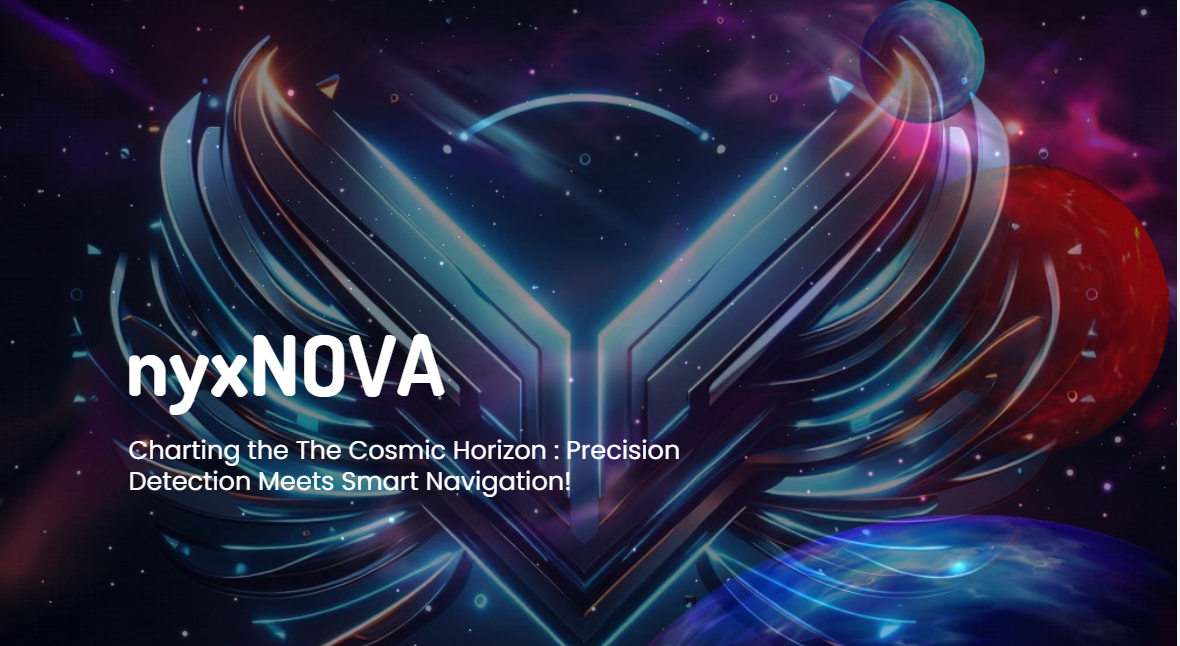 nyxNOVA
Charting the The Cosmic Horizon : Precision
Detection Meets Smart Navigation!